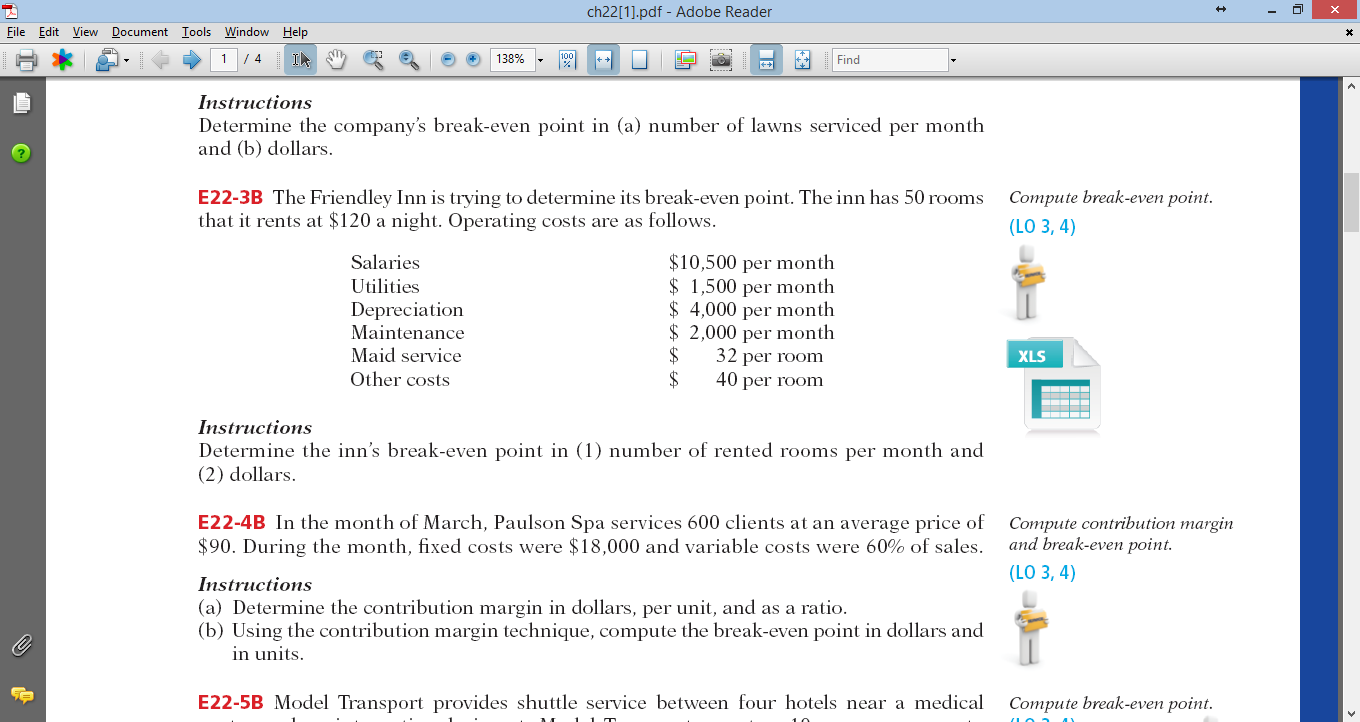 ch22[1].pdf - Adobe Reader
File Edit View Document Tools Window Help
1 / 4 138% Find
Instructions
Determine the company's break-even point in (a) number of lawns serviced per month
and (b) dollars.
E22-3B The Friendley Inn is trying to determine its break-even point. The inn has 50 rooms
that it rents at $120 a night. Operating costs are as follows.
Compute break-even point.
(LO 3, 4)
Salaries $10,500 per month
Utilities $ 1,500 per month
Depreciation $ 4,000 per month
Maintenance $ 2,000 per month
Maid service $ 32 per room
Other costs $ 40 per room
XLS
Instructions
Determine the inn's break-even point in (1) number of rented rooms per month and
(2) dollars.
E22-4B In the month of March, Paulson Spa services 600 clients at an average price of
$90. During the month, fixed costs were $18,000 and variable costs were 60% of sales.
Compute contribution margin
and break-even point.
(LO 3, 4)
Instructions
(a) Determine the contribution margin in dollars, per unit, and as a ratio.
(b) Using the contribution margin technique, compute the break-even point in dollars and
in units.
E22-5B Model Transport provides shuttle service between four hotels near a medical
Compute break-even point.